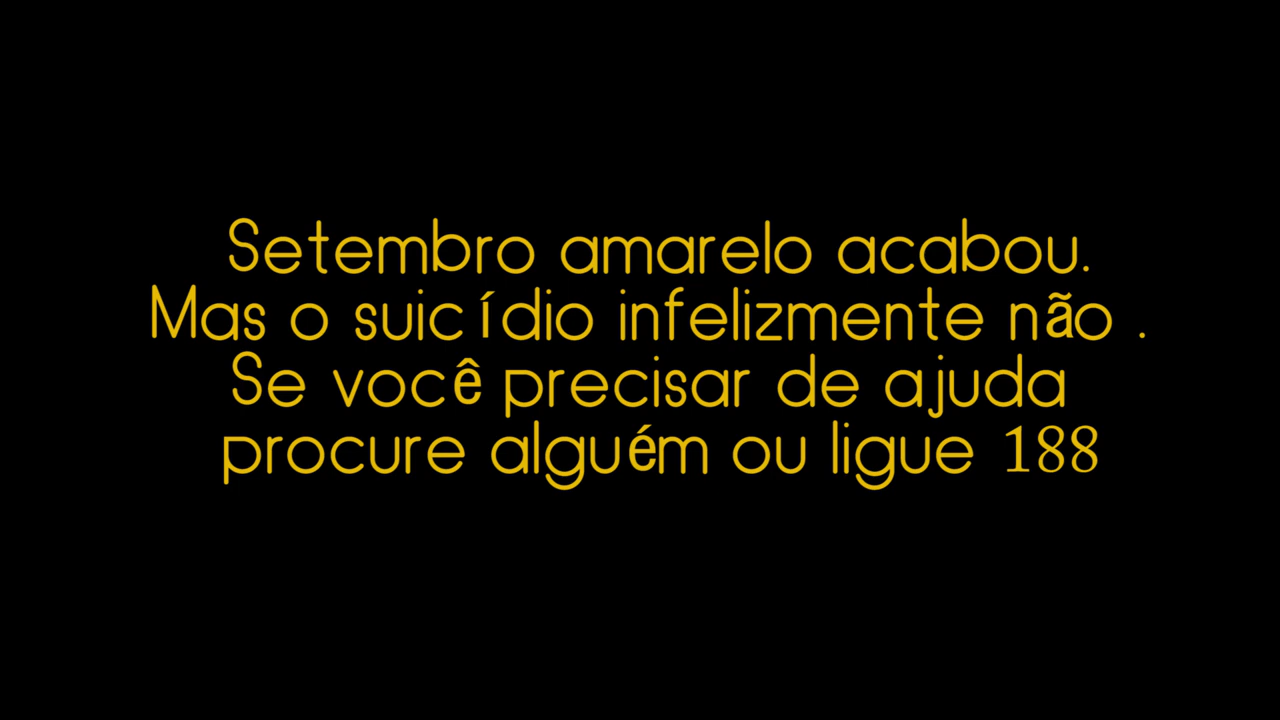 Setembro amarelo acabou.
Mas o suicídio infelizmente não .
Se você precisar de ajuda
procure alguém ou ligue 188